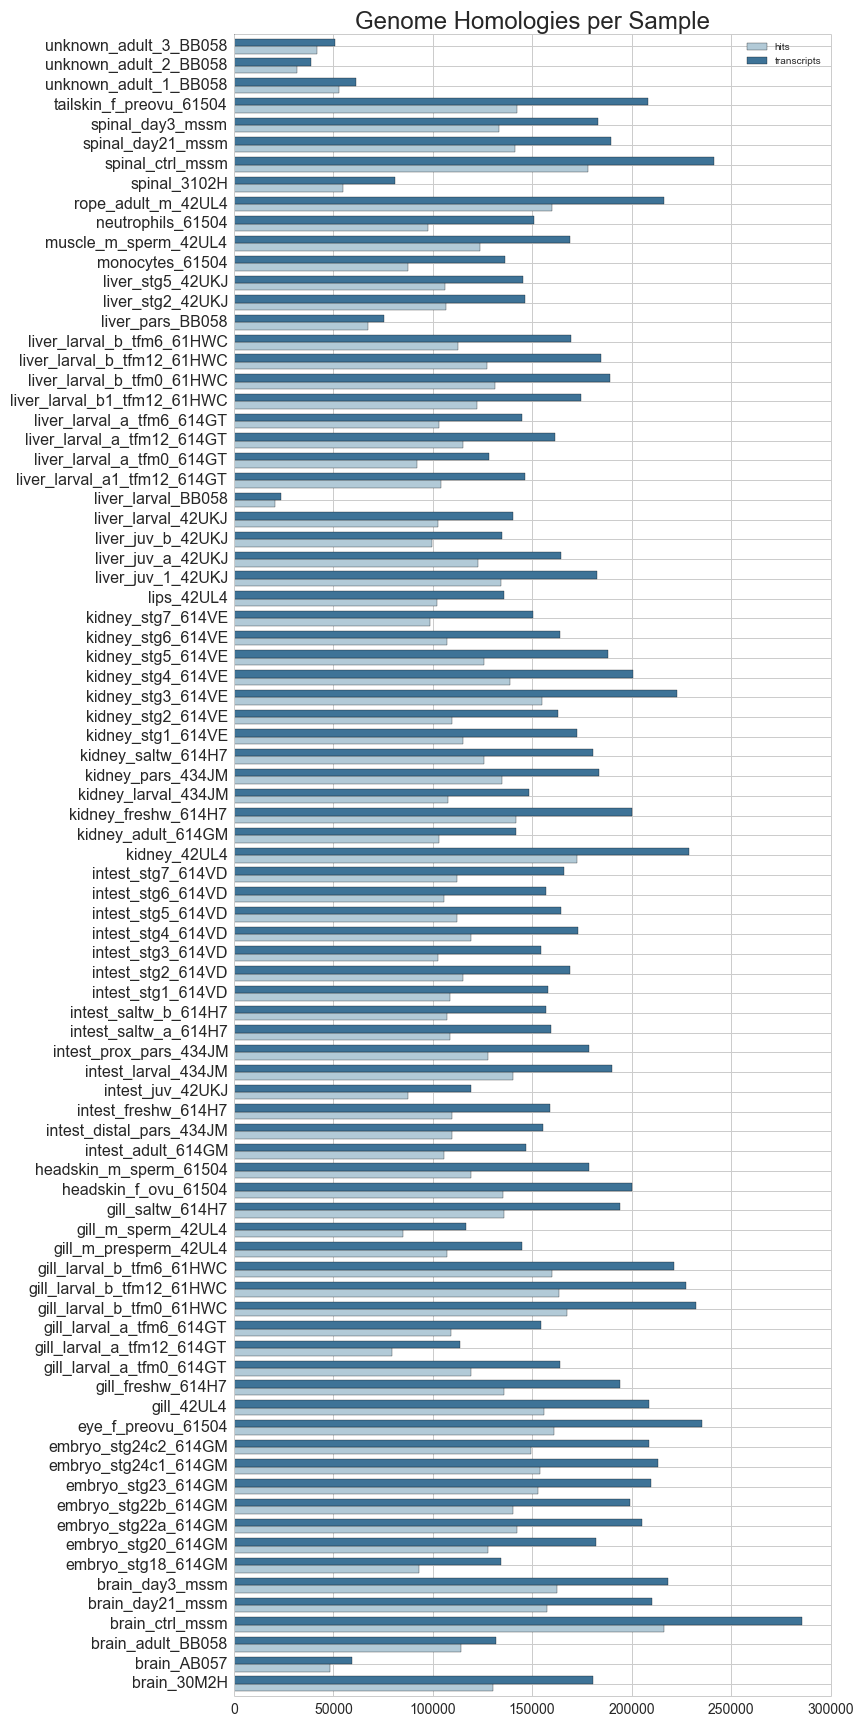 Genome Homologies per Sample
hits
transcripts
unknown_adult_3_BB058
unknown_adult_2_BB058
unknown_adult_1_BB058
tailskin_f_preovu_61504
spinal_day3_mssm
spinal_day21_mssm
spinal_ctrl_mssm
spinal_3102H
rope_adult_m_42UL4
neutrophils_61504
muscle_m_sperm_42UL4
monocytes_61504
liver_stg5_42UKJ
liver_stg2_42UKJ
liver_pars_BB058
liver_larval_b_tfm6_61HWC
liver_larval_b_tfm12_61HWC
liver_larval_b_tfm0_61HWC
liver_larval_b1_tfm12_61HWC
liver_larval_a_tfm6_614GT
liver_larval_a_tfm12_614GT
liver_larval_a_tfm0_614GT
liver_larval_a1_tfm12_614GT
liver_larval_BB058
liver_larval_42UKJ
liver_juv_b_42UKJ
liver_juv_a_42UKJ
liver_juv_1_42UKJ
lips_42UL4
kidney_stg7_614VE
kidney_stg6_614VE
kidney_stg5_614VE
kidney_stg4_614VE
kidney_stg3_614VE
kidney_stg2_614VE
kidney_stg1_614VE
kidney_saltw_614H7
kidney_pars_434JM
kidney_larval_434JM
kidney_freshw_614H7
kidney_adult_614GM
kidney_42UL4
intest_stg7_614VD
intest_stg6_614VD
intest_stg5_614VD
intest_stg4_614VD
intest_stg3_614VD
intest_stg2_614VD
intest_stg1_614VD
intest_saltw_b_614H7
intest_saltw_a_614H7
intest_prox_pars_434JM
intest_larval_434JM
intest_juv_42UKJ
intest_freshw_614H7
intest_distal_pars_434JM
intest_adult_614GM
headskin_m_sperm_61504
headskin_f_ovu_61504
gill_saltw_614H7
gill_m_sperm_42UL4
gill_m_presperm_42UL4
gill_larval_b_tfm6_61HWC
gill_larval_b_tfm12_61HWC
gill_larval_b_tfm0_61HWC
gill_larval_a_tfm6_614GT
gill_larval_a_tfm12_614GT
gill_larval_a_tfm0_614GT
gill_freshw_614H7
gill_42UL4
eye_f_preovu_61504
embryo_stg24c2_614GM
embryo_stg24c1_614GM
embryo_stg23_614GM
embryo_stg22b_614GM
embryo_stg22a_614GM
embryo_stg20_614GM
embryo_stg18_614GM
brain_day3_mssm
brain_day21_mssm
brain_ctrl_mssm
brain_adult_BB058
brain_AB057
brain_30M2H
0 50000 100000 150000 200000 250000 300000